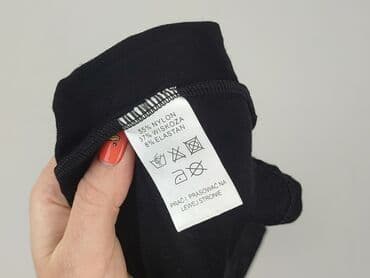 55% NYLON
37% WISKOZA
8% ELASTAN
PRAĆ I PRASOWAĆ NA
LEWEJ STRONIE